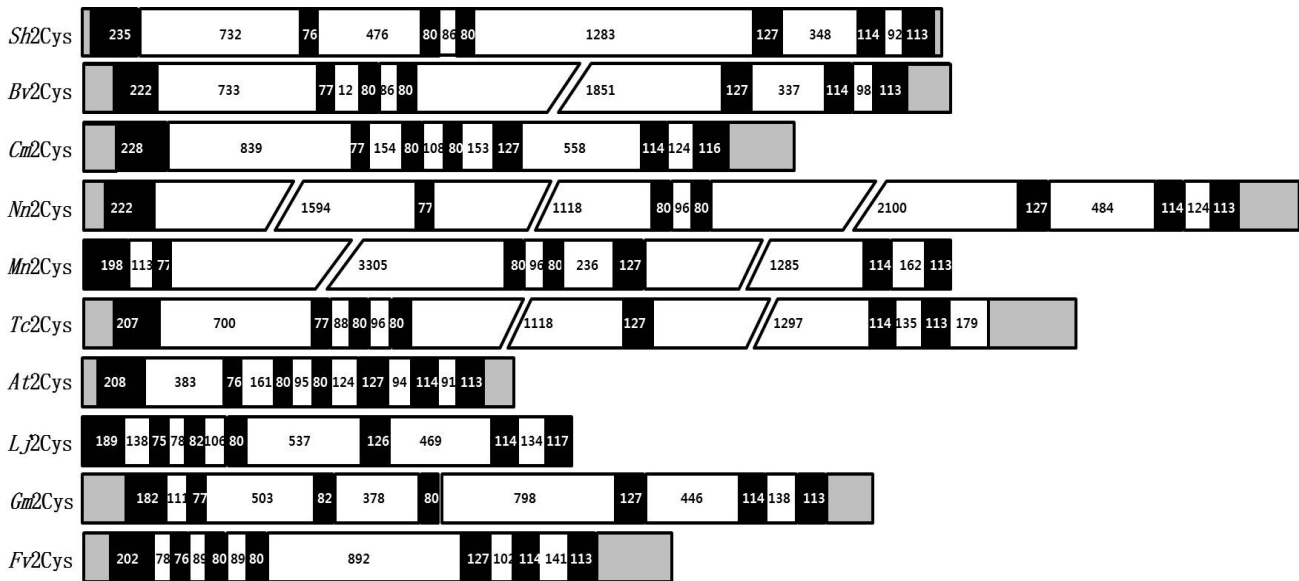 Sh2Cys 235 732 76 476 80 86 80 1283 127 348 114 92 113
Bv2Cys 222 733 77 12 80 86 80 1851 127 337 114 98 113
Cm2Cys 228 839 77 154 80 108 80 153 127 558 114 124 116
Nn2Cys 222 1594 77 1118 80 96 80 2100 127 484 114 124 113
Mn2Cys 198 113 77 3305 80 96 80 236 127 1285 114 162 113
Tc2Cys 207 700 77 88 80 96 80 1118 127 1297 114 135 113 179
At2Cys 208 383 76 161 80 95 80 124 127 94 114 91 113
Lj2Cys 189 138 75 78 82 106 80 537 126 469 114 134 117
Gm2Cys 182 111 77 503 82 378 80 798 127 446 114 138 113
Fv2Cys 202 78 76 89 80 89 80 892 127 102 114 141 113